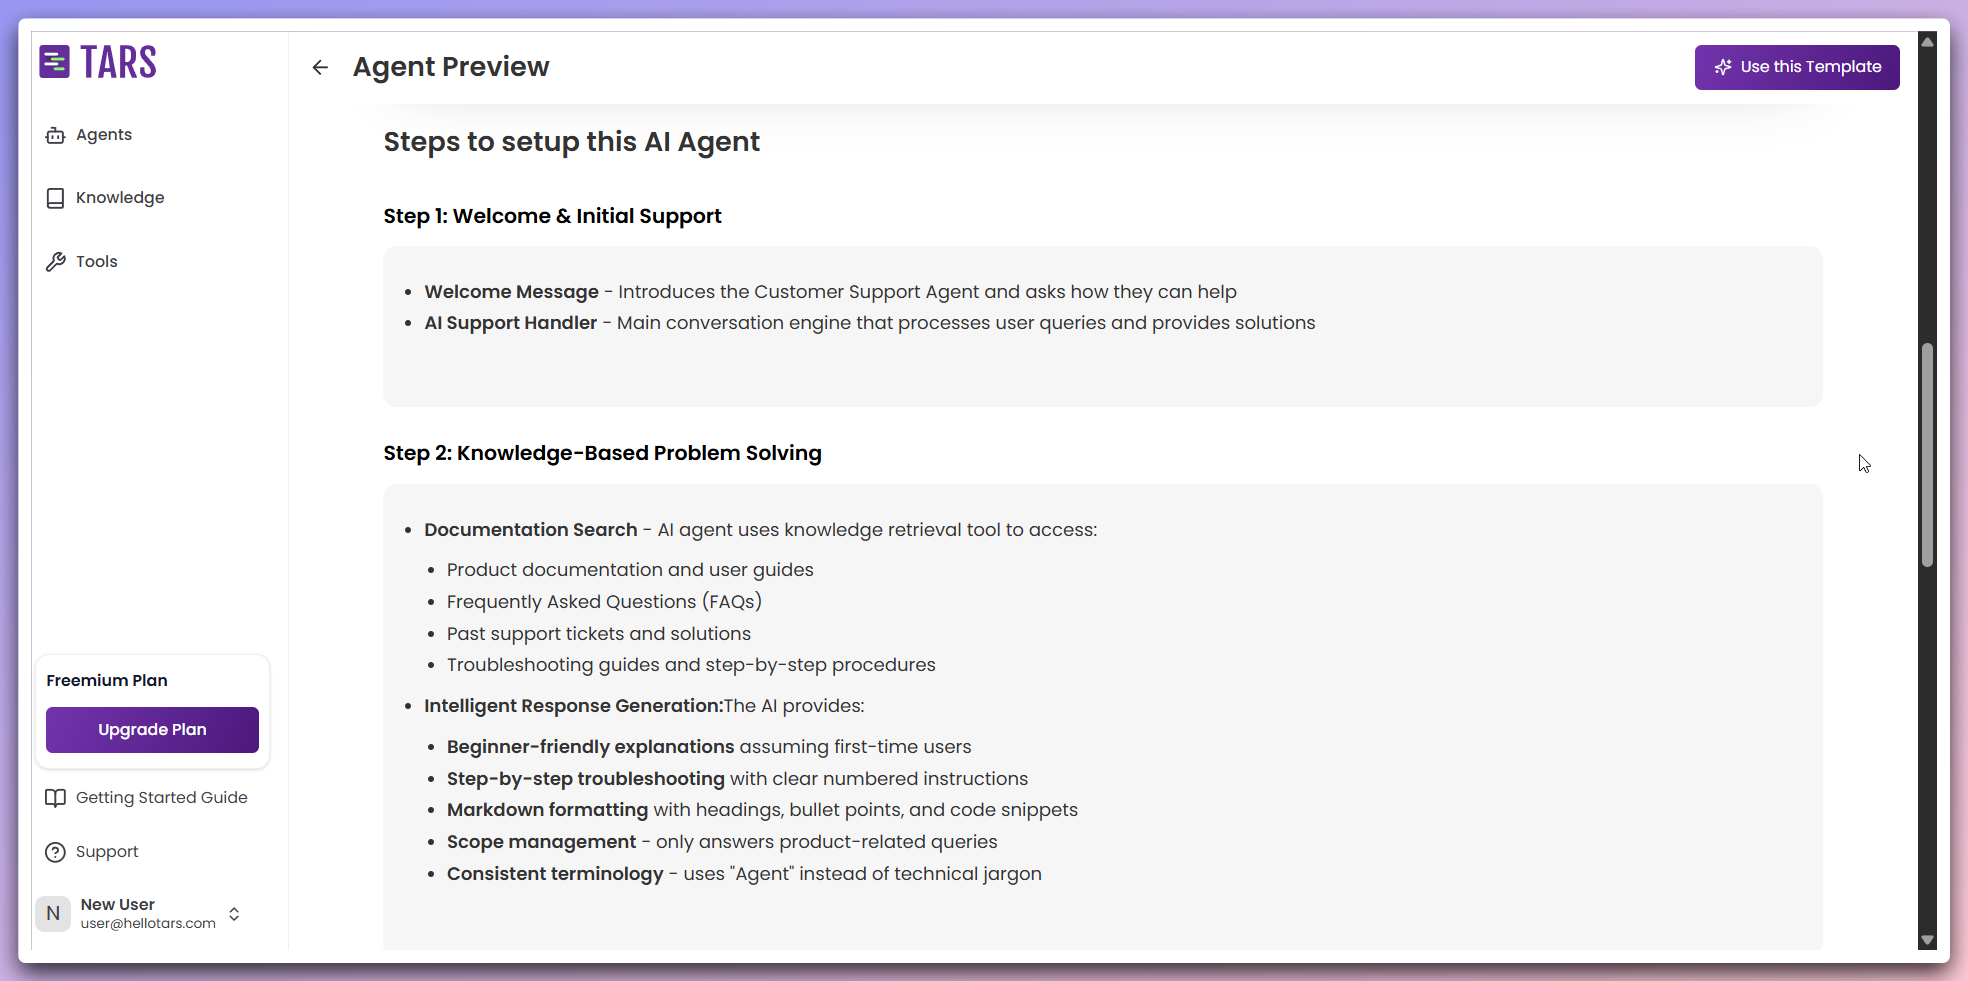 TARS
Agents
Knowledge
Tools
Freemium Plan
Upgrade Plan
Getting Started Guide
Support
N
New User
user@hellotars.com
Agent Preview
Use this Template
Steps to setup this AI Agent
Step 1: Welcome & Initial Support
• Welcome Message - Introduces the Customer Support Agent and asks how they can help
• AI Support Handler - Main conversation engine that processes user queries and provides solutions
Step 2: Knowledge-Based Problem Solving
• Documentation Search - AI agent uses knowledge retrieval tool to access:
• Product documentation and user guides
• Frequently Asked Questions (FAQs)
• Past support tickets and solutions
• Troubleshooting guides and step-by-step procedures
• Intelligent Response Generation:The AI provides:
• Beginner-friendly explanations assuming first-time users
• Step-by-step troubleshooting with clear numbered instructions
• Markdown formatting with headings, bullet points, and code snippets
• Scope management - only answers product-related queries
• Consistent terminology - uses "Agent" instead of technical jargon